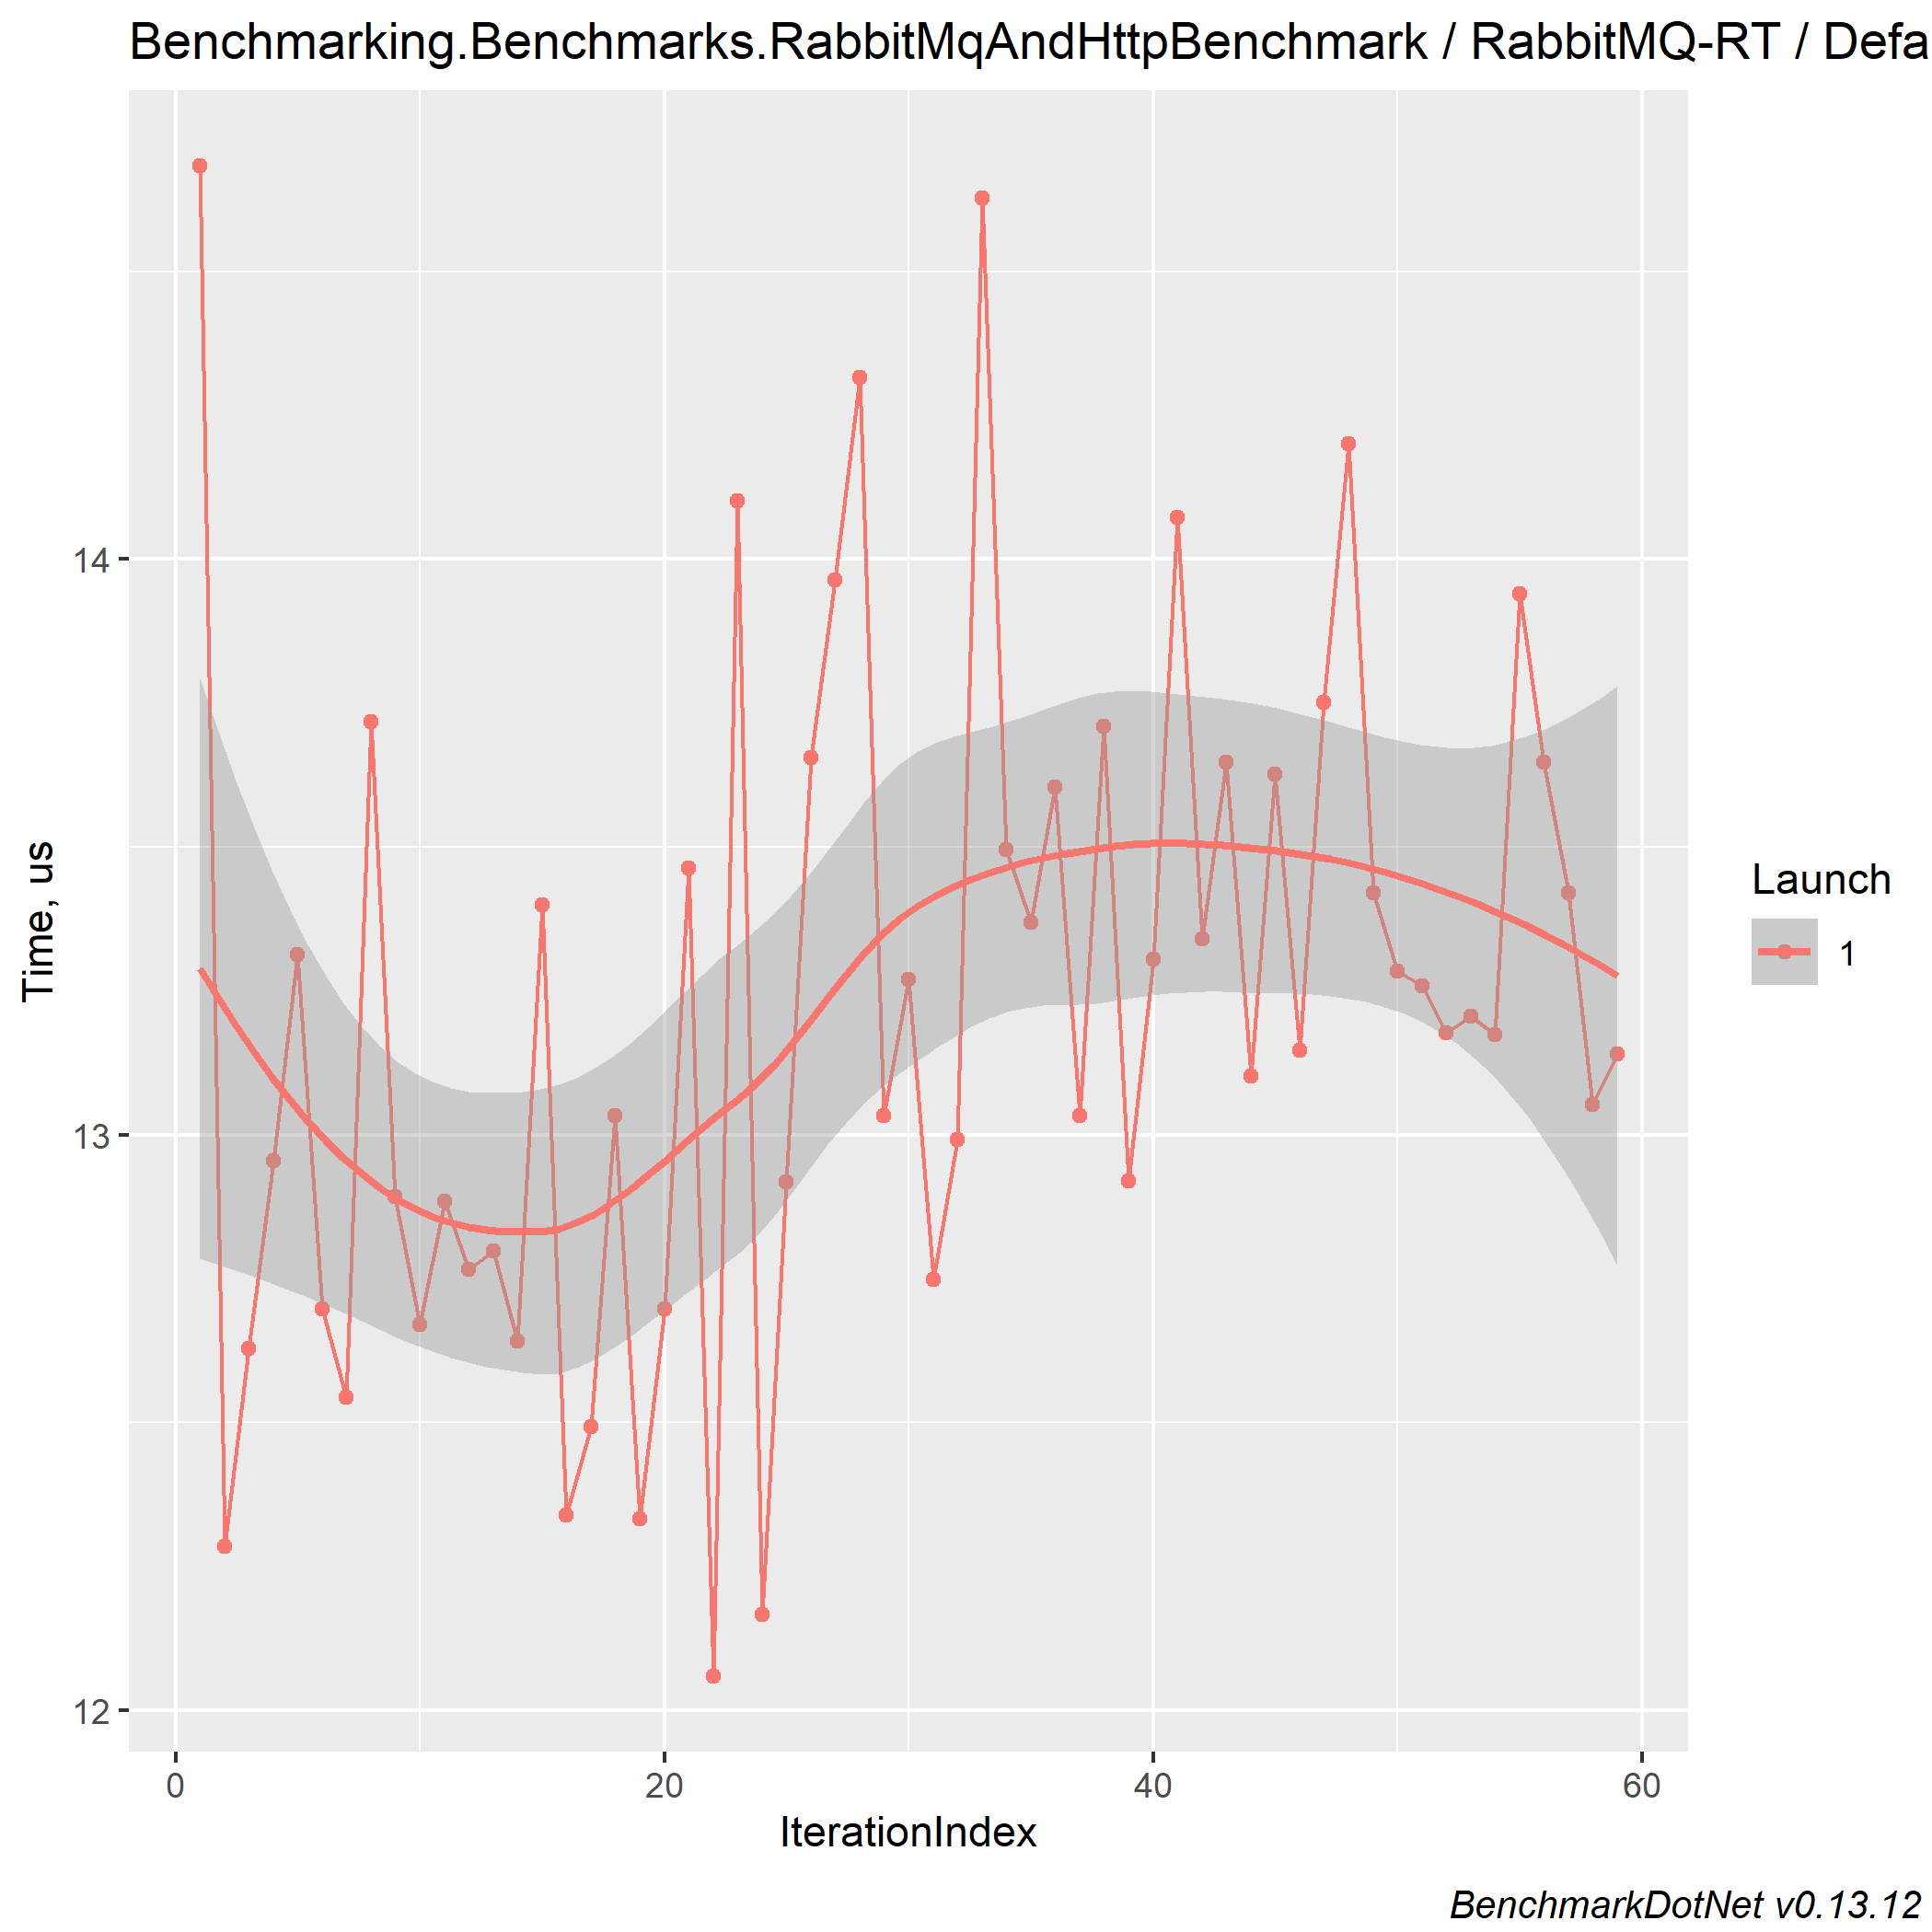 Benchmarking.Benchmarks.RabbitMqAndHttpBenchmark / RabbitMQ-RT / Defa
Time, us
14
13
12
0 20 40 60
IterationIndex
Launch
1
BenchmarkDotNet v0.13.12